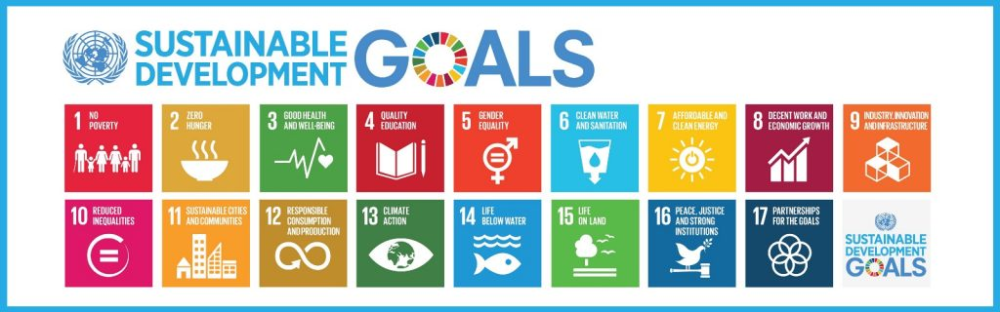 SUSTAINABLE
DEVELOPMENT
GOALS
1 NO
POVERTY
2 ZERO
HUNGER
3 GOOD HEALTH
AND WELL-BEING
4 QUALITY
EDUCATION
5 GENDER
EQUALITY
6 CLEAN WATER
AND SANITATION
7 AFFORDABLE AND
CLEAN ENERGY
8 DECENT WORK AND
ECONOMIC GROWTH
9 INDUSTRY, INNOVATION
AND INFRASTRUCTURE
10 REDUCED
INEQUALITIES
11 SUSTAINABLE CITIES
AND COMMUNITIES
12 RESPONSIBLE
CONSUMPTION
AND PRODUCTION
13 CLIMATE
ACTION
14 LIFE
BELOW WATER
15 LIFE
ON LAND
16 PEACE, JUSTICE
AND STRONG
INSTITUTIONS
17 PARTNERSHIPS
FOR THE GOALS
SUSTAINABLE
DEVELOPMENT
GOALS